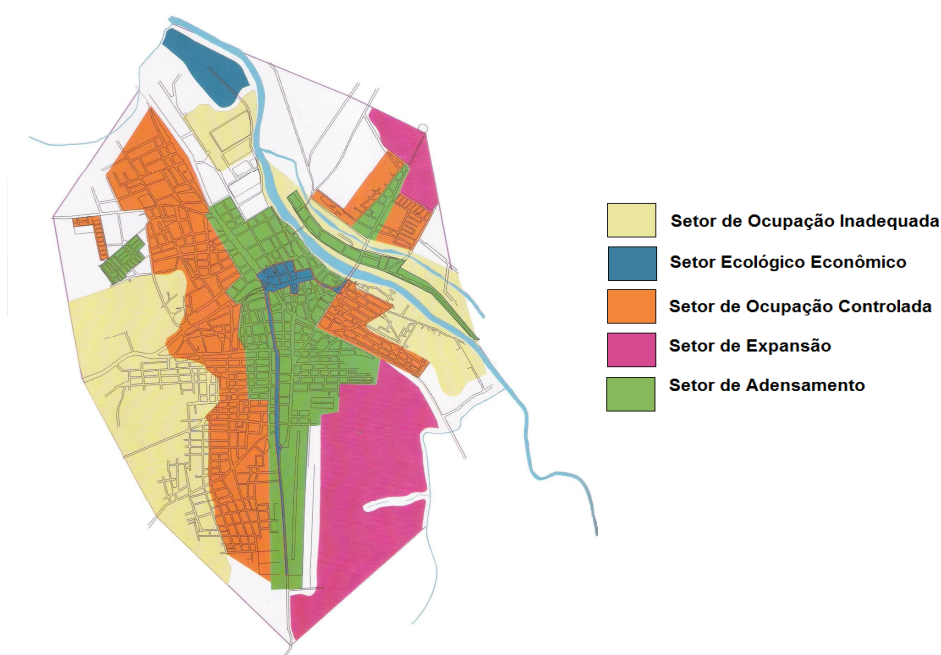 Setor de Ocupação Inadequada
Setor Ecológico Econômico
Setor de Ocupação Controlada
Setor de Expansão
Setor de Adensamento